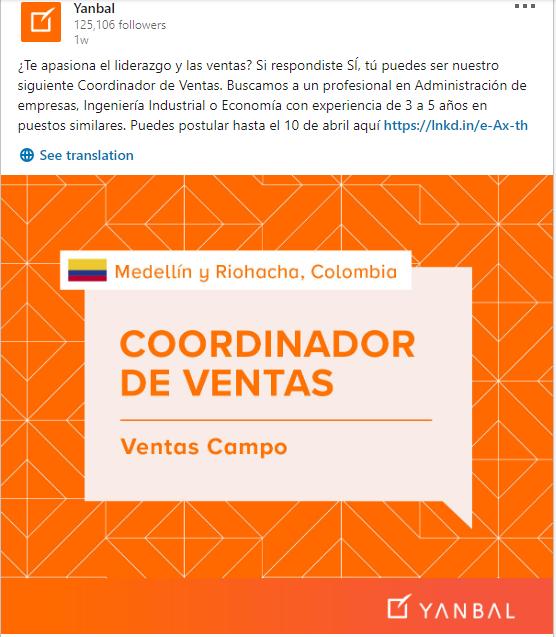 Yanbal
125,106 followers
1w
¿Te apasiona el liderazgo y las ventas? Si respondiste SÍ, tú puedes ser nuestro
siguiente Coordinador de Ventas. Buscamos a un profesional en Administración de
empresas, Ingeniería Industrial o Economía con experiencia de 3 a 5 años en
puestos similares. Puedes postular hasta el 10 de abril aquí https://lnkd.in/e-Ax-th
See translation
Medellín y Riohacha, Colombia
COORDINADOR
DE VENTAS
Ventas Campo
YANBAL